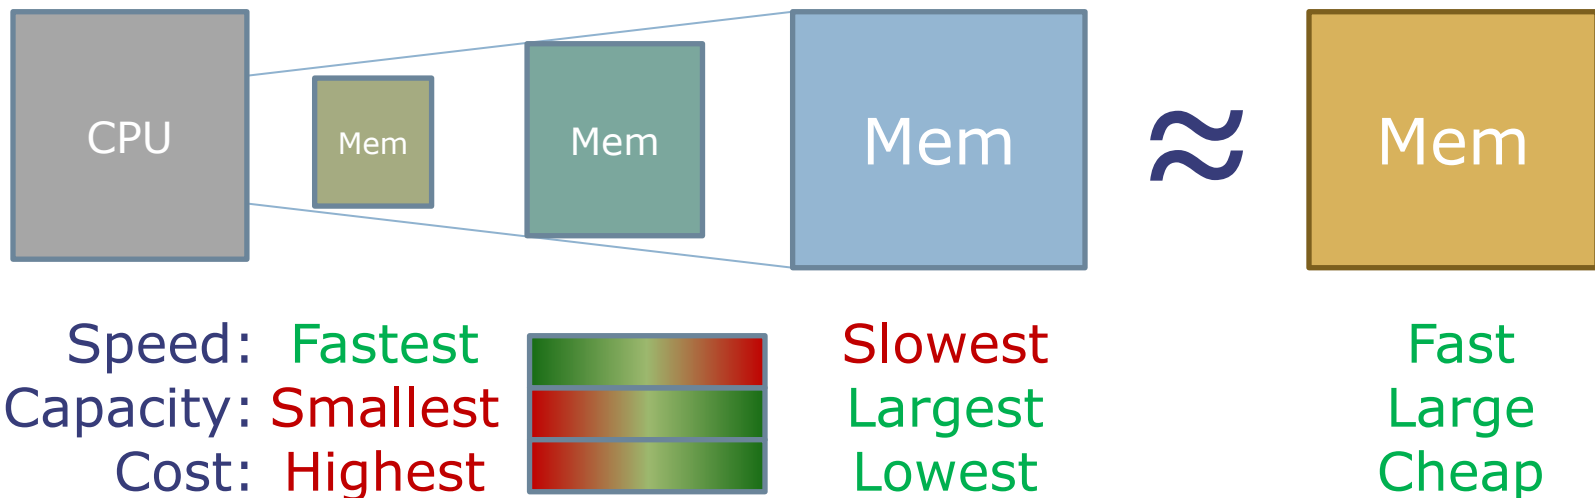 CPU
Mem
Mem
Mem
≈
Mem
Speed: Fastest Slowest Fast
Capacity: Smallest Largest Large
Cost: Highest Lowest Cheap